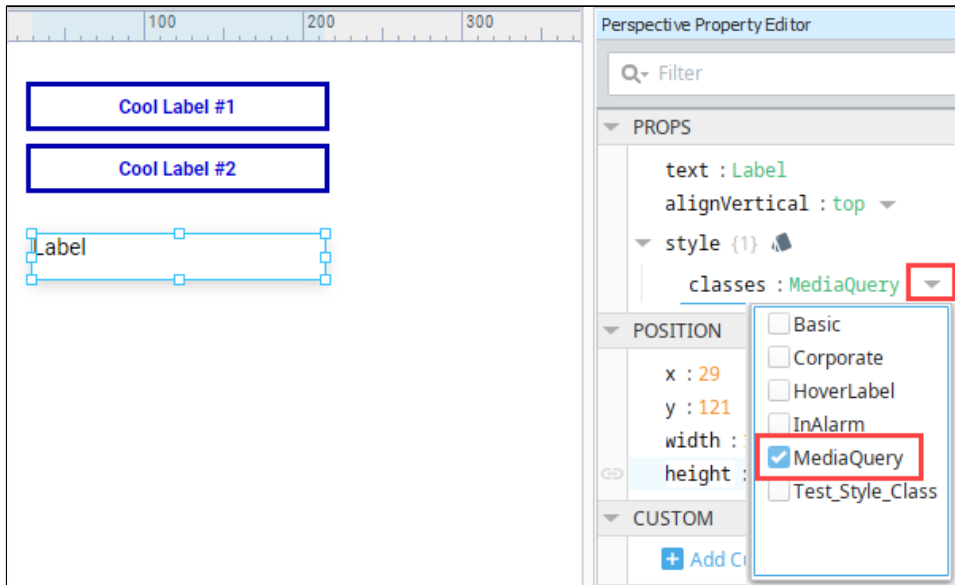 100 200 300
Cool Label #1
Cool Label #2
Label
Perspective Property Editor
Filter
PROPS
text : Label
alignVertical : top
style {1}
classes : MediaQuery
Basic
Corporate
HoverLabel
InAlarm
MediaQuery
Test_Style_Class
POSITION
x : 29
y : 121
width :
height :
CUSTOM
Add